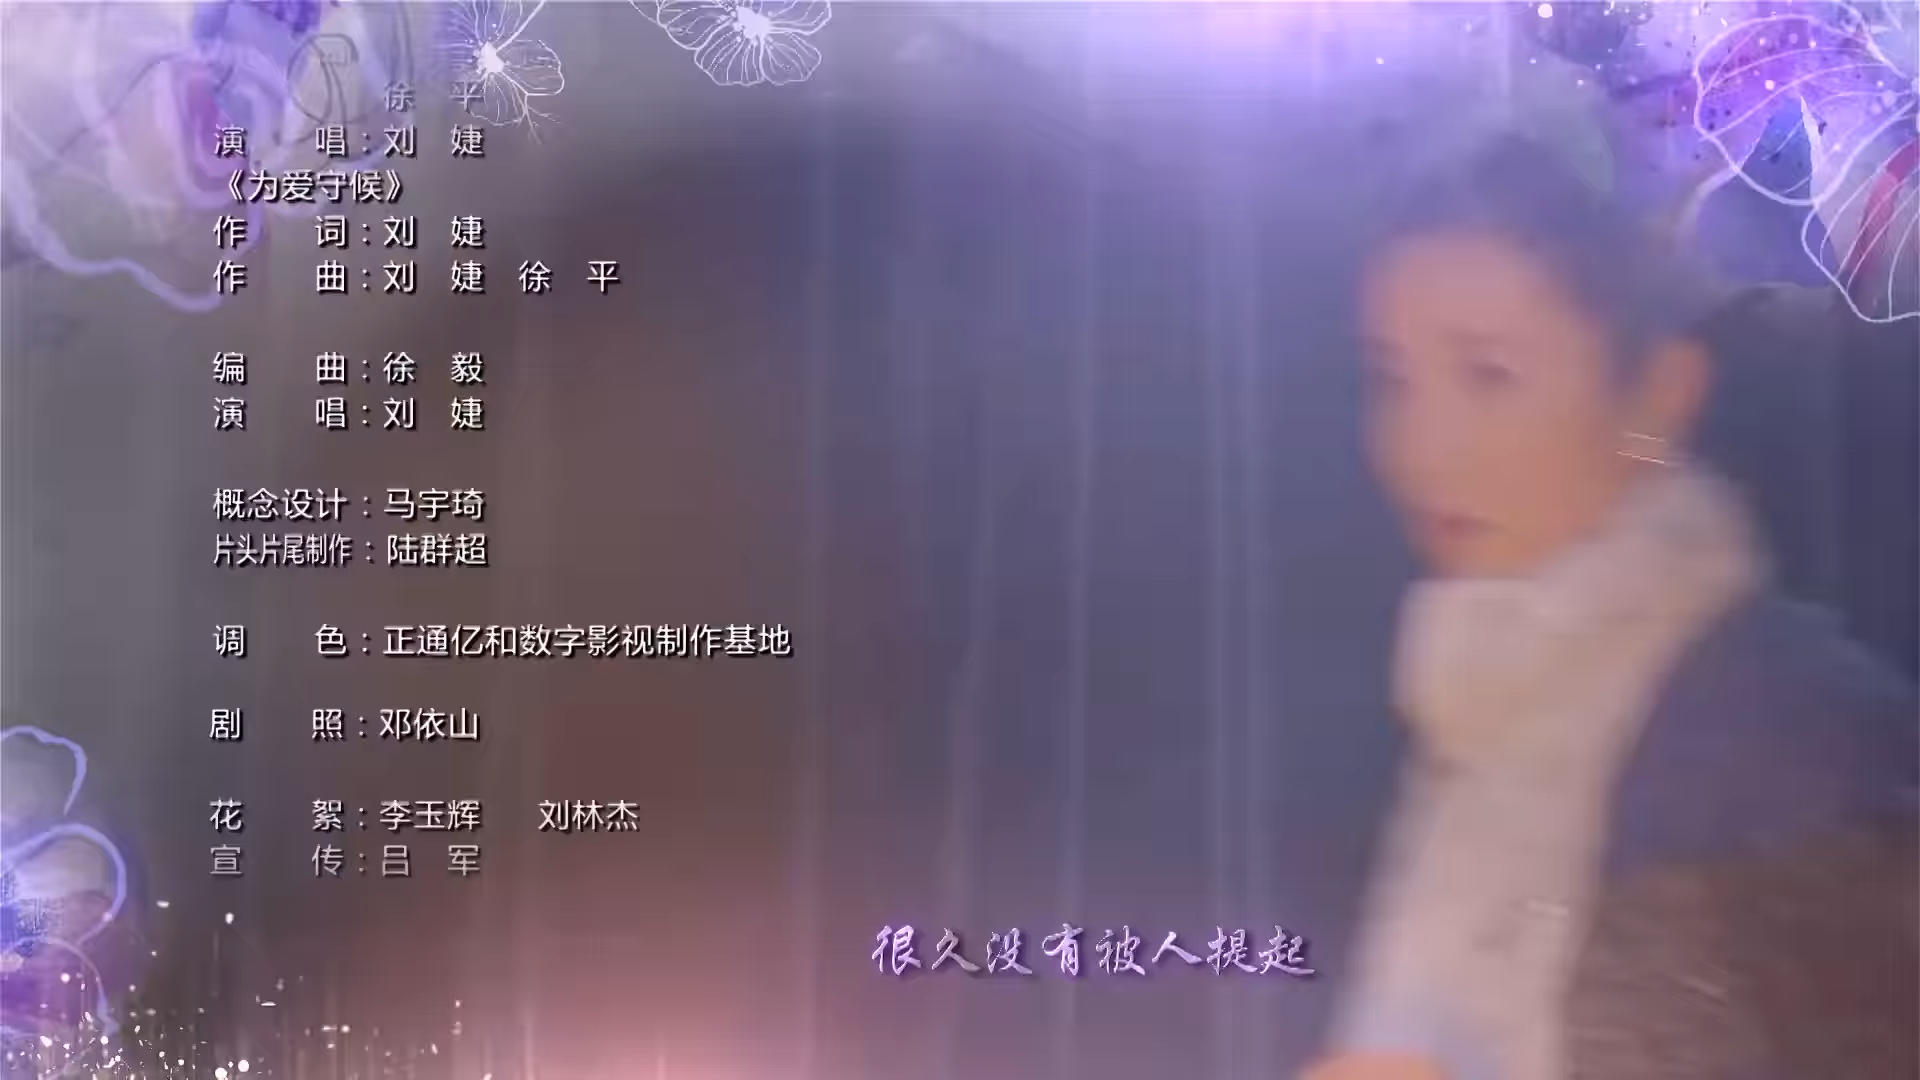 徐　平
演　　唱：刘　婕
《为爱守候》
作　　词：刘　婕
作　　曲：刘　婕　徐　平
编　　曲：徐　毅
演　　唱：刘　婕
概念设计：马宇琦
片头片尾制作：陆群超
调　　色：正通亿和数字影视制作基地
剧　　照：邓依山
花　　絮：李玉辉　刘林杰
宣　　传：吕　军
很久没有被人提起